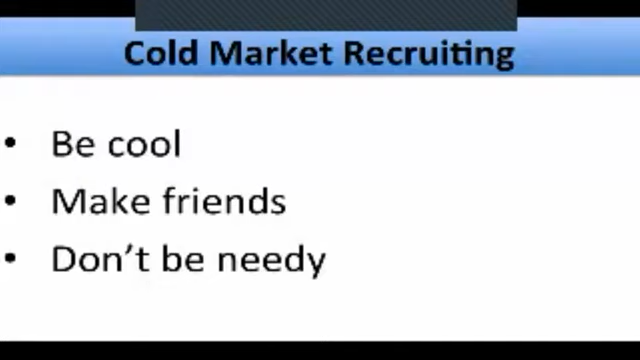 Cold Market Recruiting
• Be cool
• Make friends
• Don't be needy